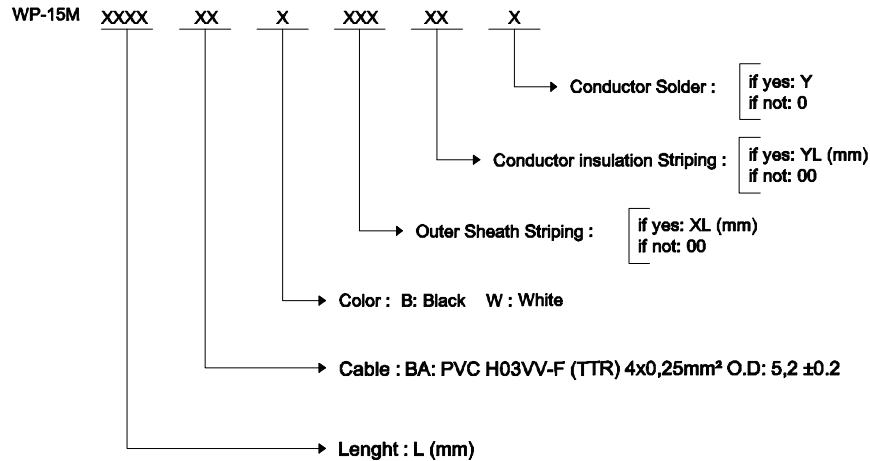 WP-15M XXXX XX X XXX XX X
Conductor Solder : if yes: Y
if not: 0
Conductor insulation Striping : if yes: YL (mm)
if not: 00
Outer Sheath Striping : if yes: XL (mm)
if not: 00
Color : B: Black W : White
Cable : BA: PVC H03VV-F (TTR) 4x0,25mm² O.D: 5,2 ±0.2
Lenght : L (mm)